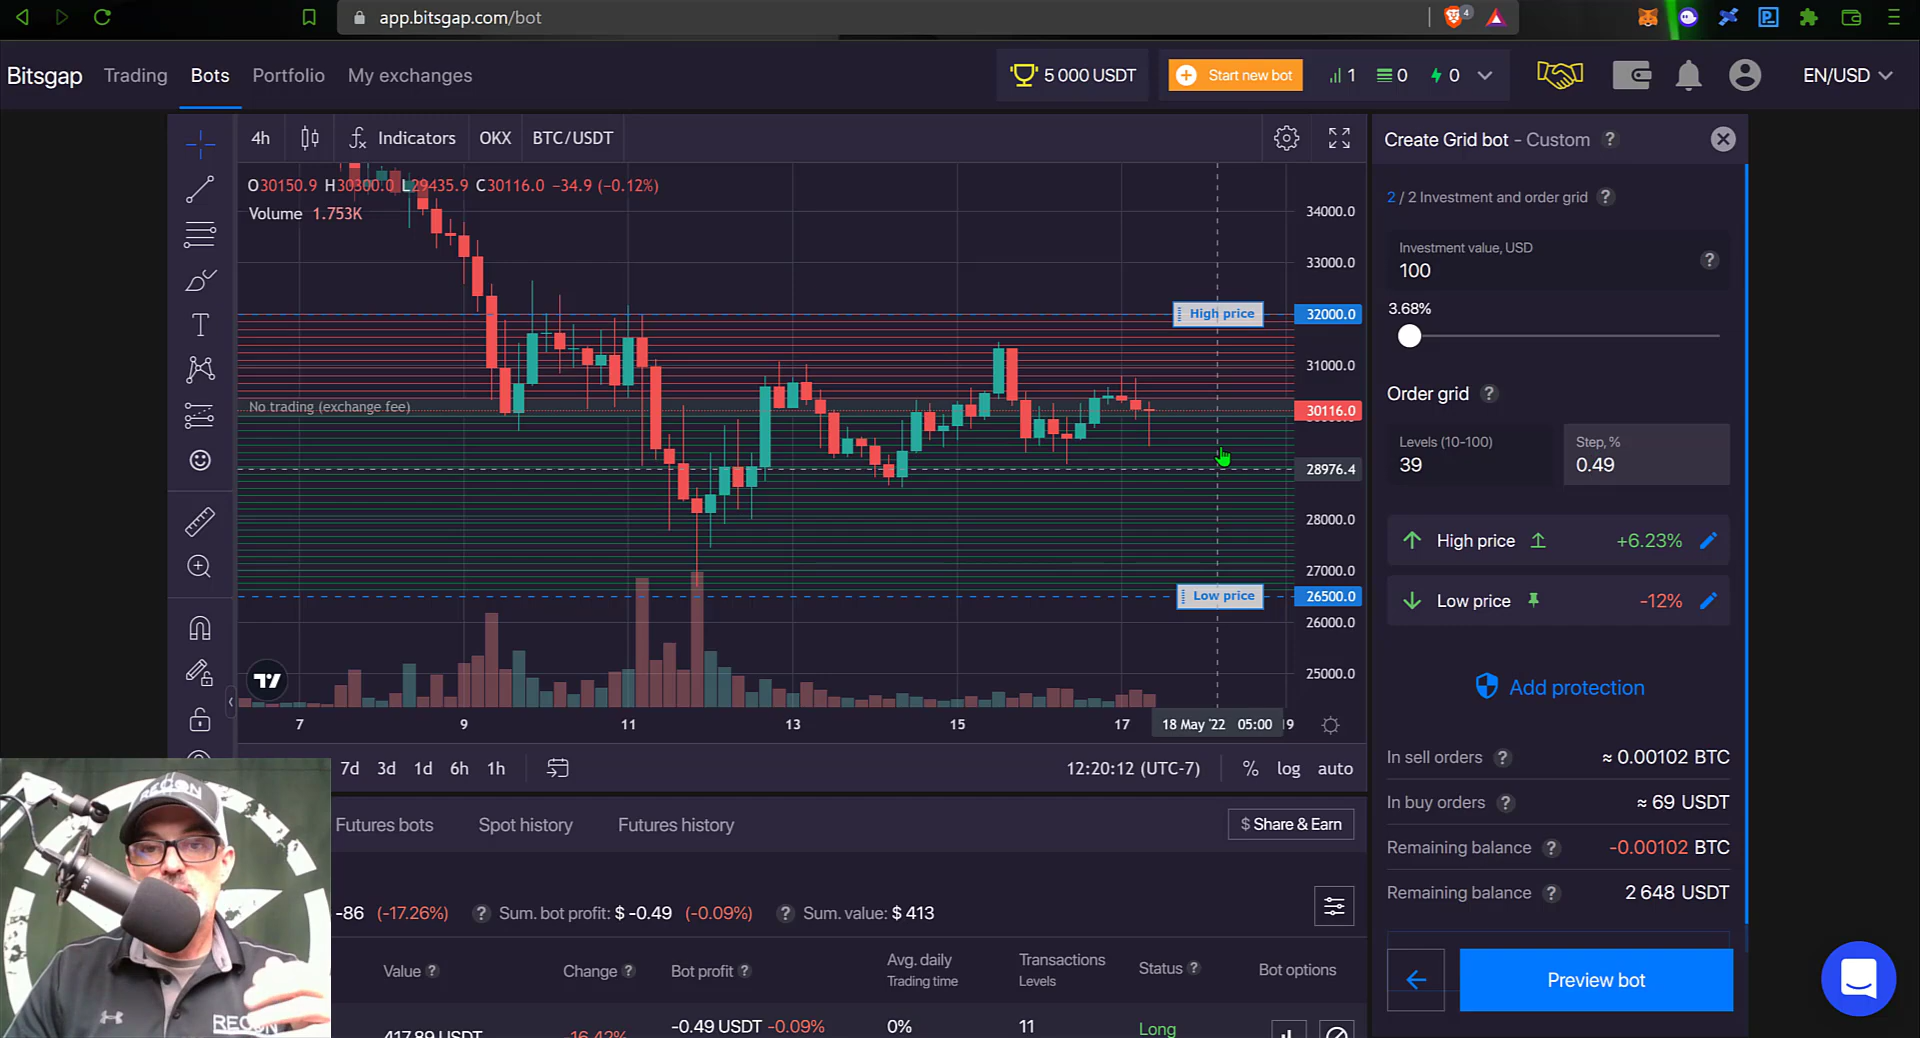 app.bitsgap.com/bot
4
Bitsgap
Trading
Bots
Portfolio
My exchanges
5 000 USDT
Start new bot
1
0
0
EN/USD
4h
Indicators
OKX
BTC/USDT
O30150.9 H30300.0 L29435.9 C30116.0 −34.9 (−0.12%)
Volume 1.753K
34000.0
33000.0
High price
32000.0
31000.0
No trading (exchange fee)
30116.0
28976.4
28000.0
27000.0
Low price
26500.0
26000.0
25000.0
7
9
11
13
15
17
18 May '22 05:00
19
7d
3d
1d
6h
1h
12:20:12 (UTC-7)
%
log
auto
Create Grid bot - Custom ?
2 / 2 Investment and order grid ?
Investment value, USD
100
?
3.68%
Order grid ?
Levels (10-100)
39
Step, %
0.49
High price
+6.23%
Low price
-12%
Add protection
In sell orders ?
≈ 0.00102 BTC
In buy orders ?
≈ 69 USDT
Remaining balance ?
-0.00102 BTC
Remaining balance ?
2 648 USDT
Preview bot
Futures bots
Spot history
Futures history
$ Share & Earn
-86 (-17.26%)
? Sum. bot profit: $ -0.49 (-0.09%)
? Sum. value: $ 413
Value ?
Change ?
Bot profit ?
Avg. daily
Trading time
Transactions
Levels
Status ?
Bot options
417.89 USDT
-16.42%
-0.49 USDT -0.09%
0%
11
Long
RECON
RECON